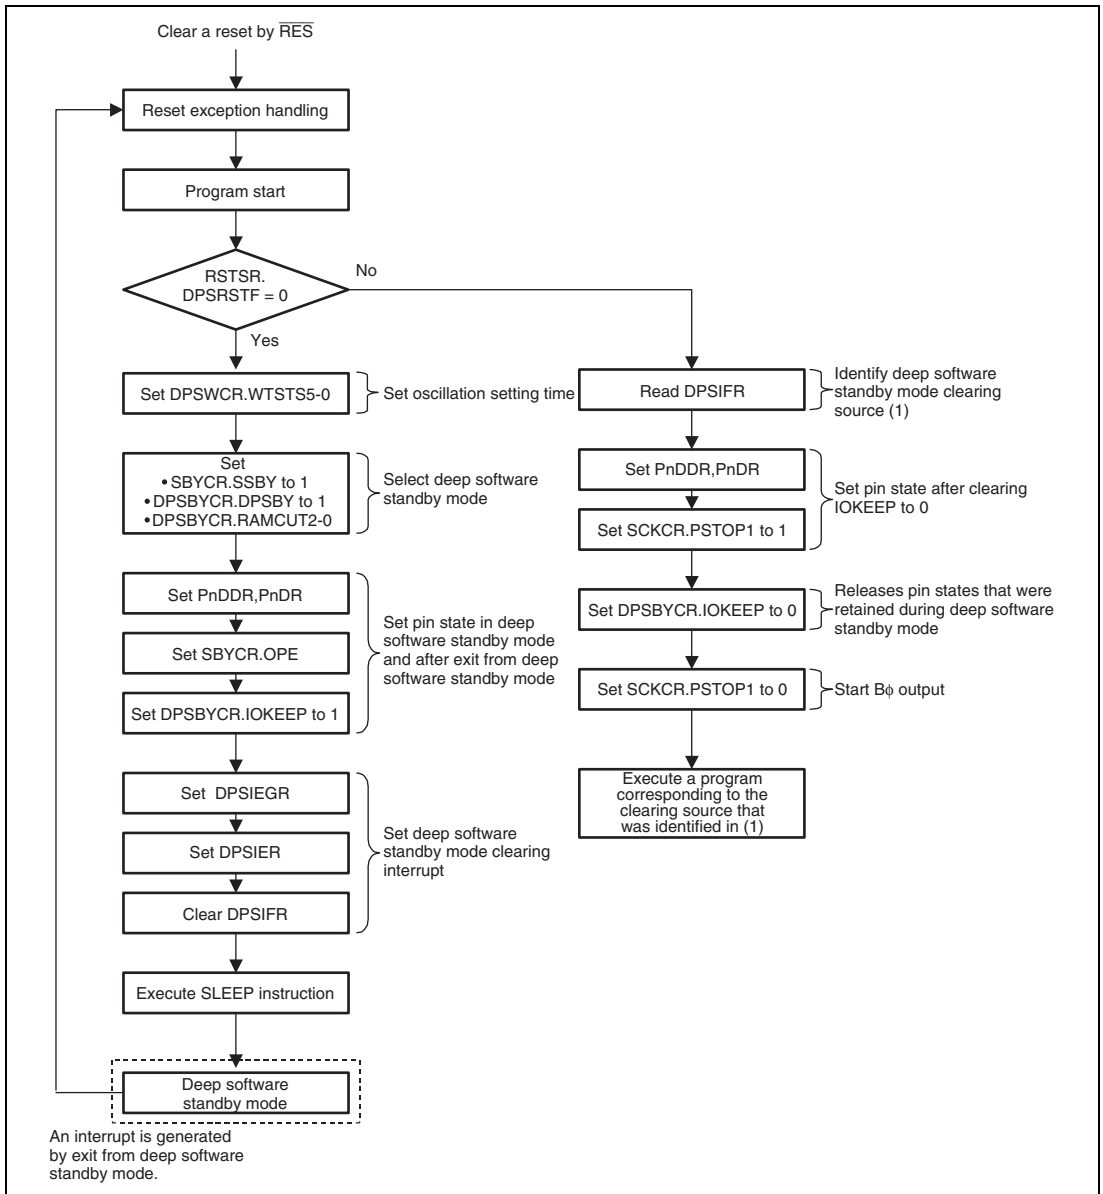 Clear a reset by RES
Reset exception handling
Program start
RSTSR.
DPSRSTF = 0
No
Yes
Set DPSWCR.WTSTS5-0
Set oscillation setting time
Set
•SBYCR.SSBY to 1
•DPSBYCR.DPSBY to 1
•DPSBYCR.RAMCUT2-0
Select deep software
standby mode
Set PnDDR,PnDR
Set SBYCR.OPE
Set DPSBYCR.IOKEEP to 1
Set pin state in deep
software standby mode
and after exit from deep
software standby mode
Set DPSIEGR
Set DPSIER
Clear DPSIFR
Set deep software
standby mode clearing
interrupt
Execute SLEEP instruction
Deep software
standby mode
An interrupt is generated
by exit from deep software
standby mode.
Read DPSIFR
Identify deep software
standby mode clearing
source (1)
Set PnDDR,PnDR
Set SCKCR.PSTOP1 to 1
Set pin state after clearing
IOKEEP to 0
Set DPSBYCR.IOKEEP to 0
Releases pin states that were
retained during deep software
standby mode
Set SCKCR.PSTOP1 to 0
Start Bϕ output
Execute a program
corresponding to the
clearing source that
was identified in (1)